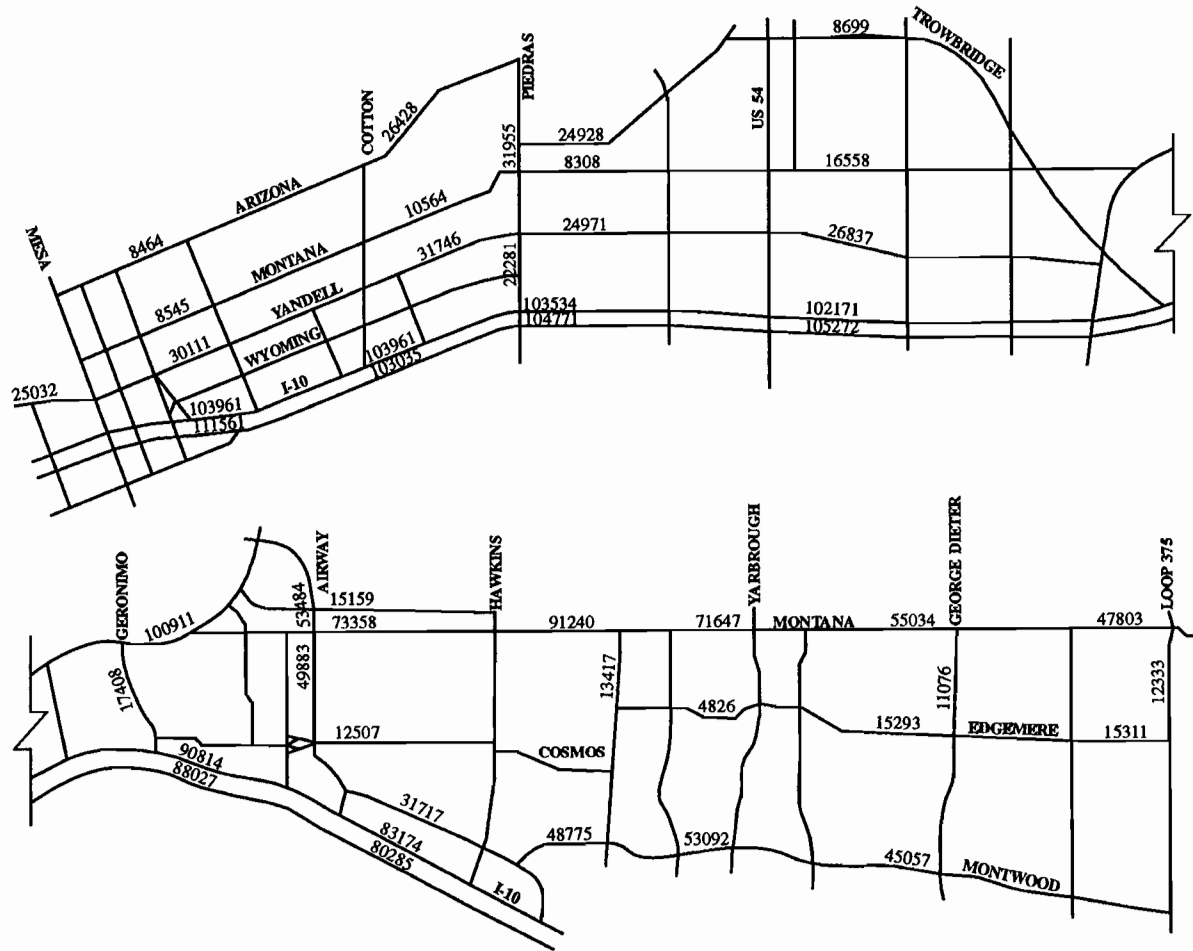 8699
TROWBRIDGE
PIEDRAS
US 54
COTTON
26428
31955
24928
8308
16558
ARIZONA
10564
MESA
8464
MONTANA
31746
24971
26837
8545
YANDELL
22281
30111
WYOMING
103534
104771
102171
105272
103961
103035
I-10
25032
103961
111561
GERONIMO
AIRWAY
HAWKINS
YARBROUGH
GEORGE DIETER
LOOP 375
53484
15159
100911
73358
91240
71647
MONTANA
55034
47803
17408
49883
13417
11076
12333
4826
15293
EDGEMERE
15311
12507
COSMOS
90814
88027
31717
83174
80285
48775
53092
45057
MONTWOOD
I-10